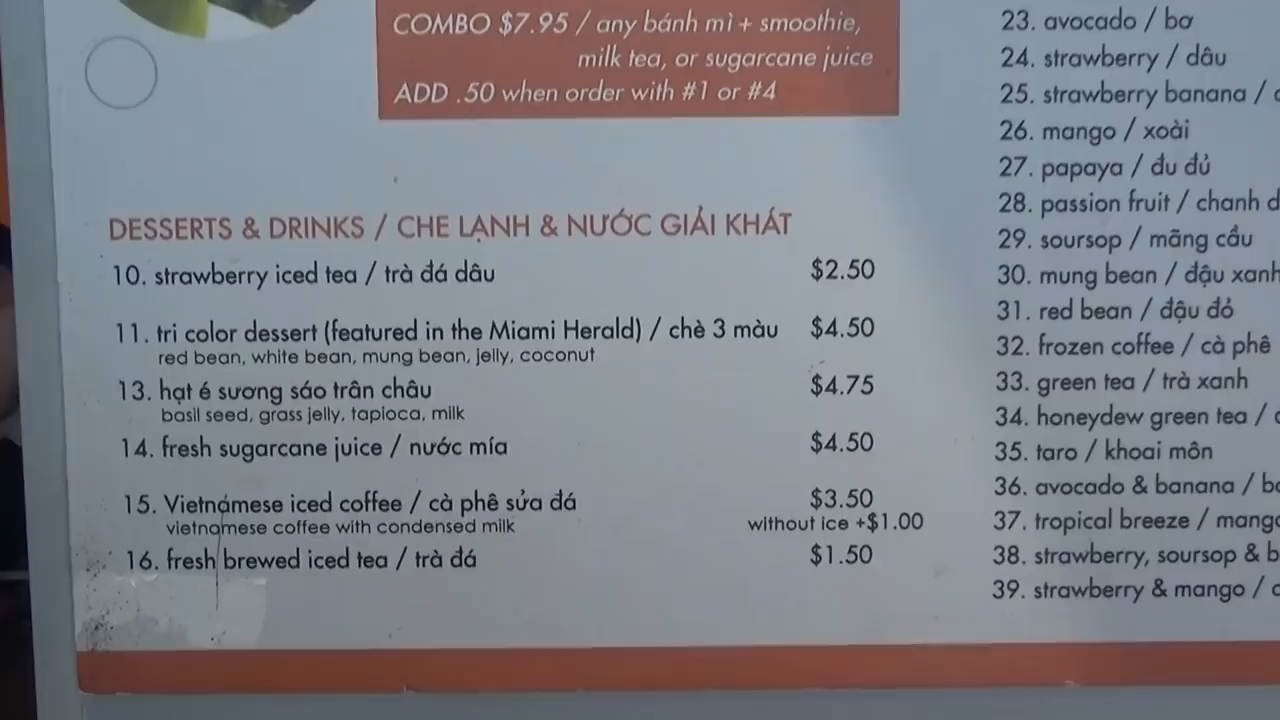 COMBO $7.95 / any bánh mì + smoothie,
milk tea, or sugarcane juice
ADD .50 when order with #1 or #4
DESSERTS & DRINKS / CHE LẠNH & NƯỚC GIẢI KHÁT
10. strawberry iced tea / trà đá dâu $2.50
11. tri color dessert (featured in the Miami Herald) / chè 3 màu $4.50
red bean, white bean, mung bean, jelly, coconut
13. hạt é sương sáo trân châu $4.75
basil seed, grass jelly, tapioca, milk
14. fresh sugarcane juice / nước mía $4.50
15. Vietnamese iced coffee / cà phê sửa đá $3.50
vietnamese coffee with condensed milk without ice +$1.00
16. fresh brewed iced tea / trà đá $1.50
23. avocado / bơ
24. strawberry / dâu
25. strawberry banana /
26. mango / xoài
27. papaya / đu đủ
28. passion fruit / chanh
29. soursop / mãng cầu
30. mung bean / đậu xanh
31. red bean / đậu đỏ
32. frozen coffee / cà phê
33. green tea / trà xanh
34. honeydew green tea /
35. taro / khoai môn
36. avocado & banana /
37. tropical breeze /
38. strawberry, soursop &
39. strawberry & mango /